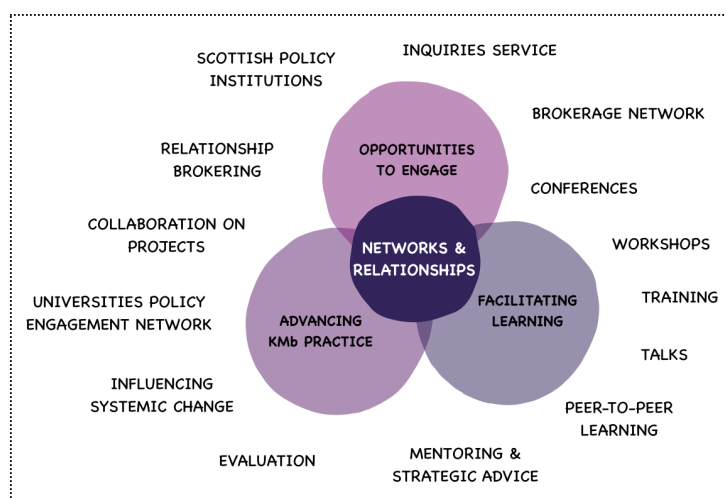 INQUIRIES SERVICE
SCOTTISH POLICY
INSTITUTIONS
BROKERAGE NETWORK
RELATIONSHIP
BROKERING
OPPORTUNITIES
TO ENGAGE
CONFERENCES
COLLABORATION ON
PROJECTS
NETWORKS &
RELATIONSHIPS
WORKSHOPS
UNIVERSITIES POLICY
ENGAGEMENT NETWORK
ADVANCING
KMb PRACTICE
FACILITATING
LEARNING
TRAINING
TALKS
INFLUENCING
SYSTEMIC CHANGE
PEER-TO-PEER
LEARNING
EVALUATION
MENTORING &
STRATEGIC ADVICE